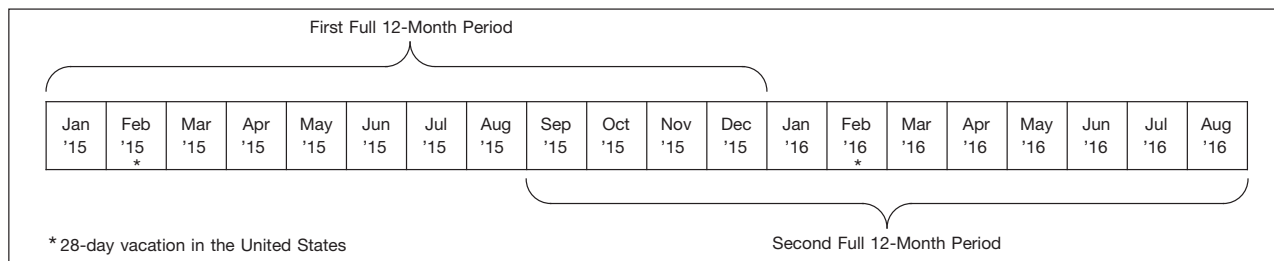 First Full 12-Month Period
Jan Feb Mar Apr May Jun Jul Aug Sep Oct Nov Dec Jan Feb Mar Apr May Jun Jul Aug
'15 '15 '15 '15 '15 '15 '15 '15 '15 '15 '15 '15 '16 '16 '16 '16 '16 '16 '16 '16
* *
* 28-day vacation in the United States
Second Full 12-Month Period